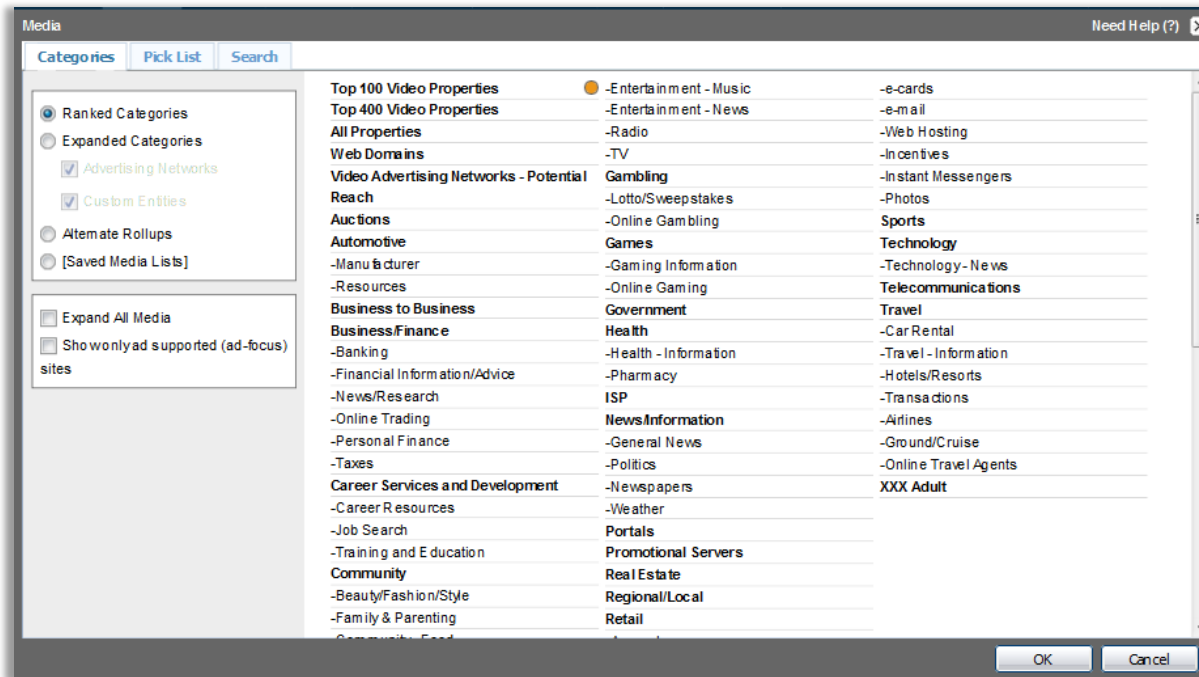 Media
Need Help (?)
Categories
Pick List
Search
Ranked Categories
Expanded Categories
Advertising Networks
Custom Entities
Alternate Rollups
[Saved Media Lists]
Expand All Media
Show only ad supported (ad-focus)
sites
Top 100 Video Properties
Top 400 Video Properties
All Properties
Web Domains
Video Advertising Networks - Potential
Reach
Auctions
Automotive
-Manufacturer
-Resources
Business to Business
Business/Finance
-Banking
-Financial Information/Advice
-News/Research
-Online Trading
-Personal Finance
-Taxes
Career Services and Development
-Career Resources
-Job Search
-Training and Education
Community
-Beauty/Fashion/Style
-Family & Parenting
-Entertainment - Music
-Entertainment - News
-Radio
-TV
Gambling
-Lotto/Sweepstakes
-Online Gambling
Games
-Gaming Information
-Online Gaming
Government
Health
-Health - Information
-Pharmacy
ISP
News/Information
-General News
-Politics
-Newspapers
-Weather
Portals
Promotional Servers
Real Estate
Regional/Local
Retail
-e-cards
-e-mail
-Web Hosting
-Incentives
-Instant Messengers
-Photos
Sports
Technology
-Technology - News
Telecommunications
Travel
-Car Rental
-Travel - Information
-Hotels/Resorts
-Transactions
-Airlines
-Ground/Cruise
-Online Travel Agents
XXX Adult
OK
Cancel